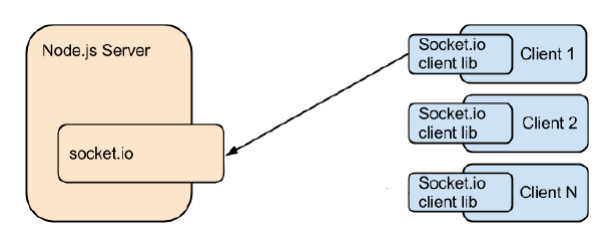 Node.js Server
socket.io
Socket.io
client lib
Client 1
Socket.io
client lib
Client 2
Socket.io
client lib
Client N